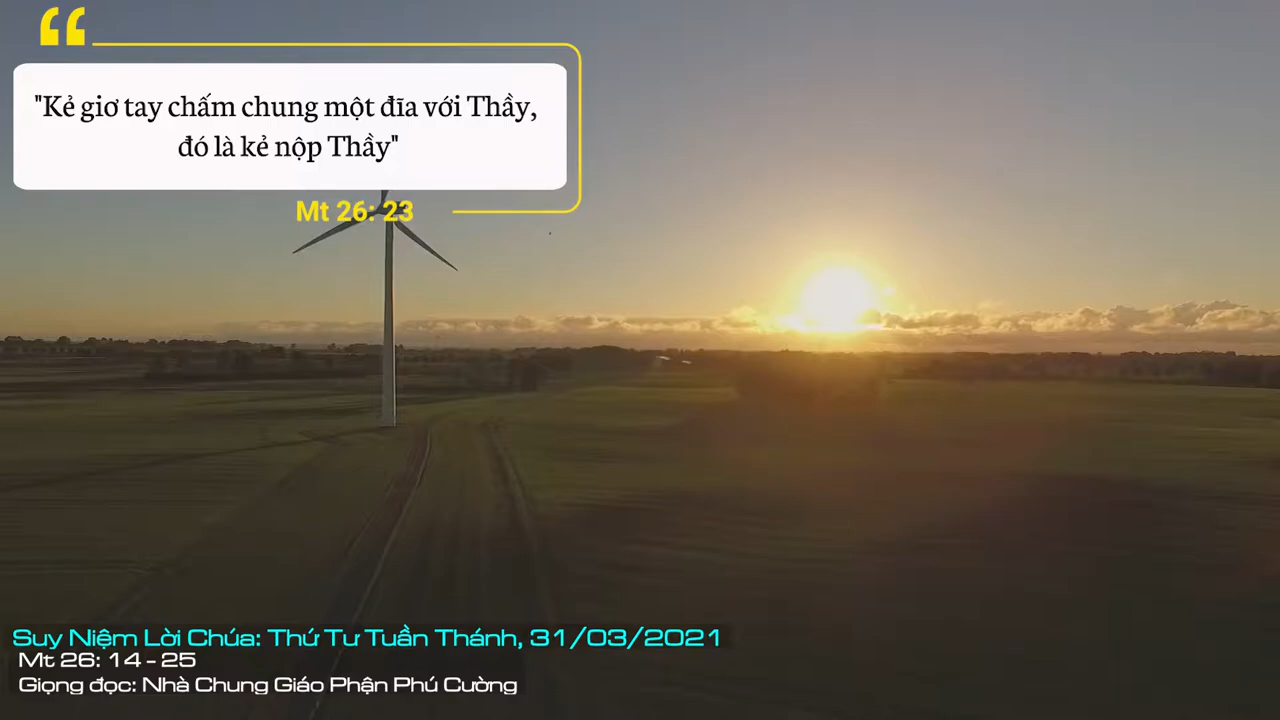 "Kẻ giơ tay chấm chung một đĩa với Thầy,
đó là kẻ nộp Thầy"
Mt 26: 23
Suy Niệm Lời Chúa: Thứ Tư Tuần Thánh, 31/03/2021
Mt 26: 14 - 25
Giọng đọc: Nhà Chung Giáo Phận Phú Cường